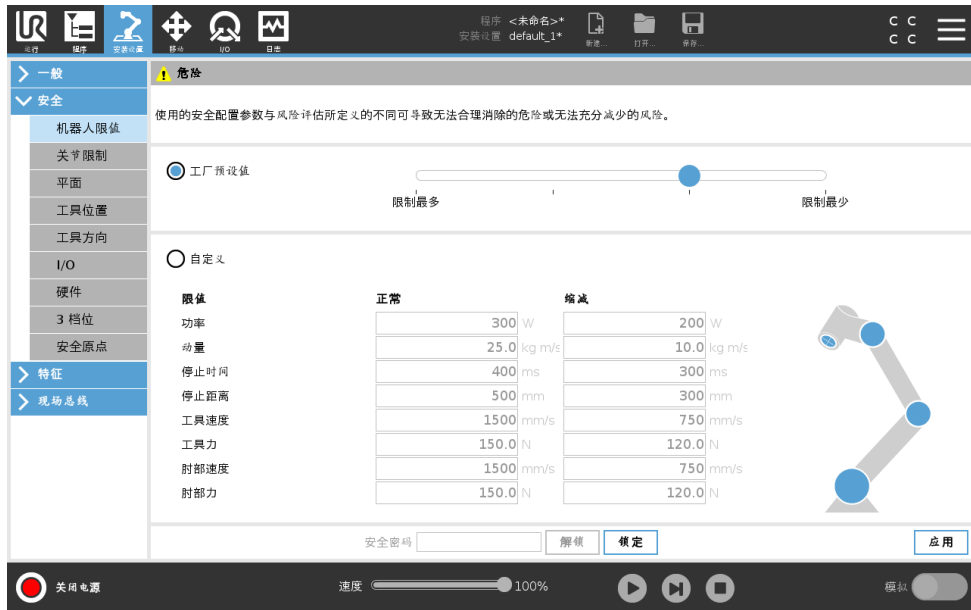 程序 <未命名>*
安装设置 default_1*
C C
C C
运行 程序 安装设置 移动 I/O 日志 新建... 打开... 保存...
一般
安全
机器人限值
关节限制
平面
工具位置
工具方向
I/O
硬件
3 档位
安全原点
特征
现场总线
危险
使用的安全配置参数与风险评估所定义的不同可导致无法合理消除的危险或无法充分减少的风险。
工厂预设值
限制最多 限制最少
自定义
限值 正常 缩减
功率 300 W 200 W
动量 25.0 kg m/s 10.0 kg m/s
停止时间 400 ms 300 ms
停止距离 500 mm 300 mm
工具速度 1500 mm/s 750 mm/s
工具力 150.0 N 120.0 N
肘部速度 1500 mm/s 750 mm/s
肘部力 150.0 N 120.0 N
安全密码 解锁 锁定 应用
关闭电源 速度 100% 模拟